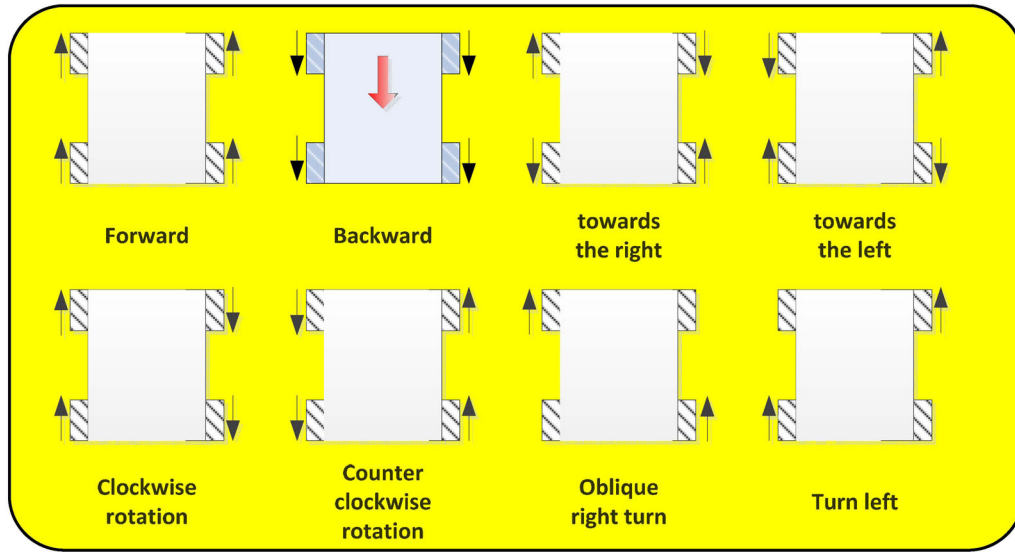 Forward
Backward
towards
the right
towards
the left
Clockwise
rotation
Counter
clockwise
rotation
Oblique
right turn
Turn left